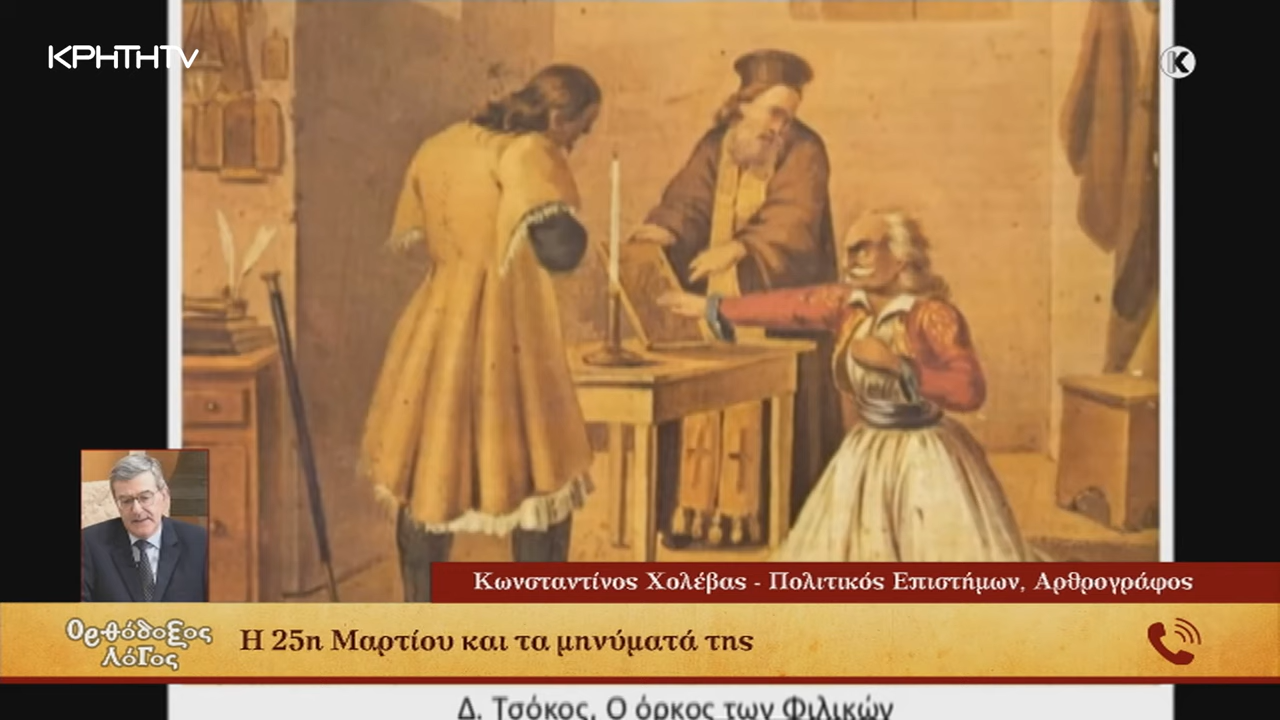 ΚΡΗΤΗTV
K
Κωνσταντίνος Χολέβας - Πολιτικός Επιστήμων, Αρθρογράφος
Ορθόδοξος
Λόγος
Η 25η Μαρτίου και τα μηνύματά της
Δ. Τσόκος, Ο όρκος των Φιλικών